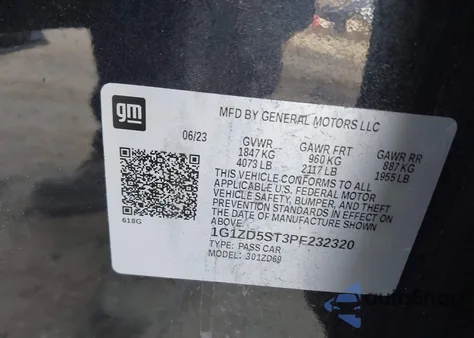 gm
MFD BY GENERAL MOTORS LLC
06/23
GVWR GAWR FRT GAWR RR
1847 KG 960 KG 887 KG
4073 LB 2117 LB 1955 LB
THIS VEHICLE CONFORMS TO ALL
APPLICABLE U.S. FEDERAL MOTOR
VEHICLE SAFETY, BUMPER, AND THEFT
PREVENTION STANDARDS IN EFFECT ON
THE DATE OF MANUFACTURE SHOWN
ABOVE.
618G
1G1ZD5ST3PF232320
TYPE: PASS CAR
MODEL: 301ZD69